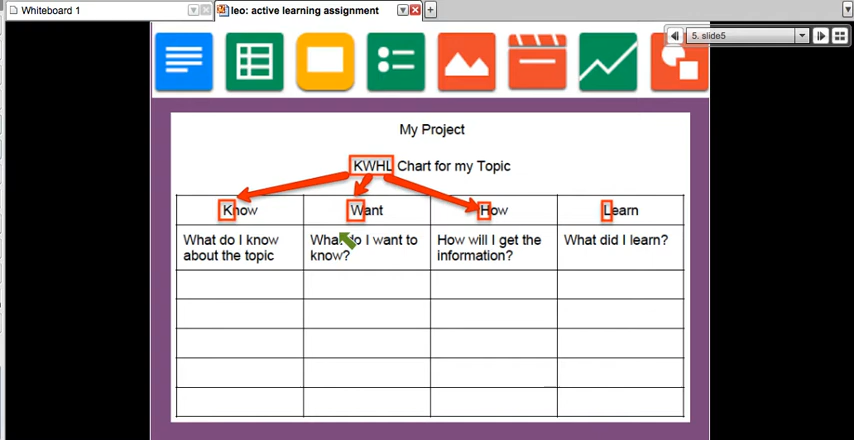 Whiteboard 1
leo: active learning assignment
5. slide5
My Project
KWHL Chart for my Topic
Know
Want
How
Learn
What do I know
about the topic
What do I want to
know?
How will I get the
information?
What did I learn?